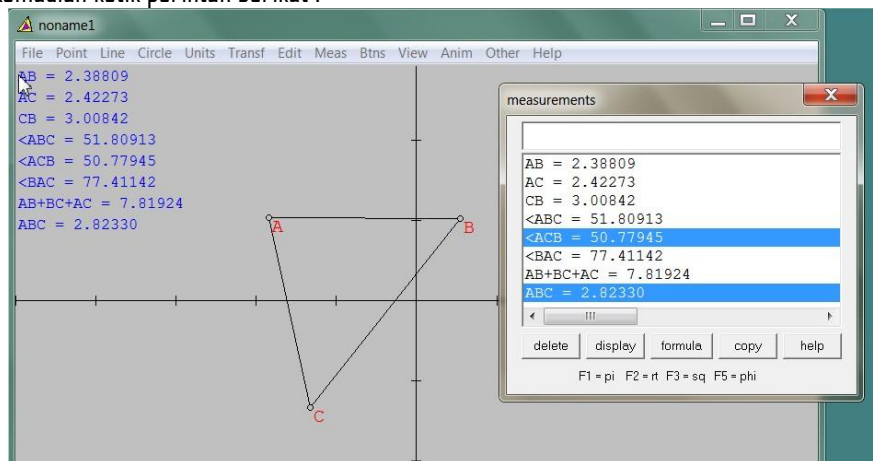 kemudian ketik perintah berikut :
noname1
File Point Line Circle Units Transf Edit Meas Btns View Anim Other Help
AB = 2.38809
AC = 2.42273
CB = 3.00842
<ABC = 51.80913
<ACB = 50.77945
<BAC = 77.41142
AB+BC+AC = 7.81924
ABC = 2.82330
A
B
C
measurements
AB = 2.38809
AC = 2.42273
CB = 3.00842
<ABC = 51.80913
<ACB = 50.77945
<BAC = 77.41142
AB+BC+AC = 7.81924
ABC = 2.82330
delete display formula copy help
F1 = pi F2 = rt F3 = sq F5 = phi